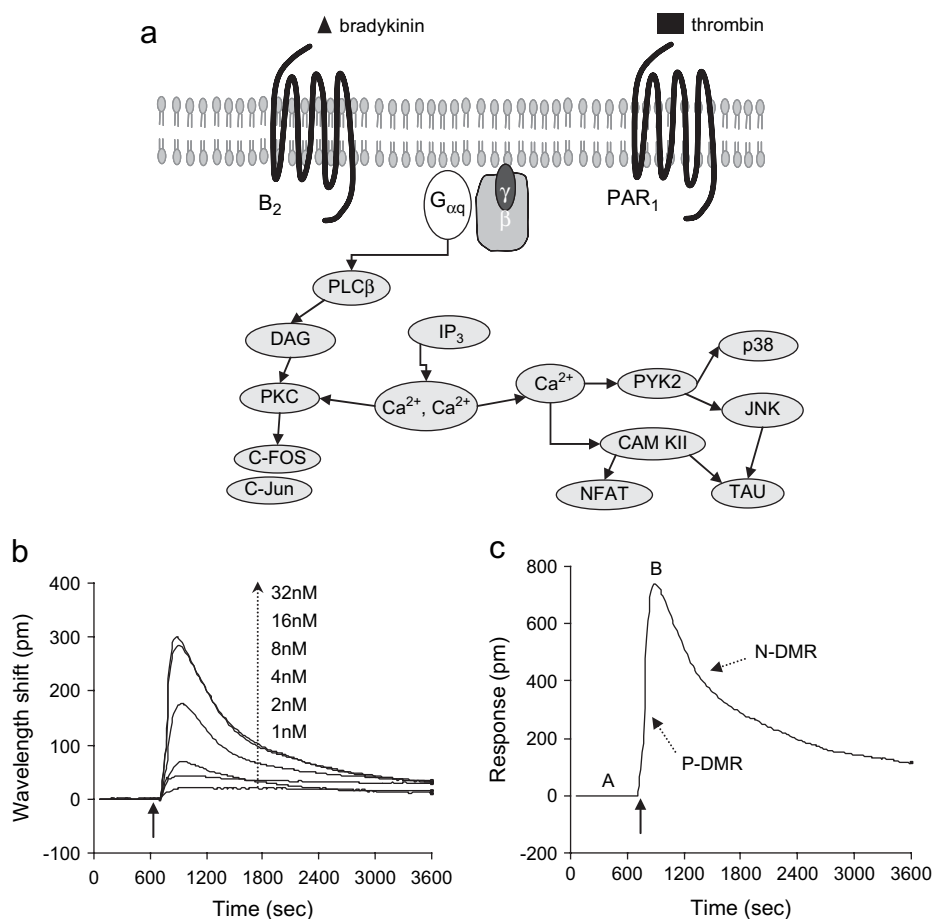 a
bradykinin
thrombin
B2
Gαq
γ
β
PAR1
PLCβ
DAG
IP3
p38
PKC
Ca2+, Ca2+
Ca2+
PYK2
JNK
C-FOS
CAM KII
C-Jun
NFAT
TAU
b
Wavelength shift (pm)
400
300
200
100
0
-100
32nM
16nM
8nM
4nM
2nM
1nM
0
600
1200
1800
2400
3000
3600
Time (sec)
c
Response (pm)
800
600
400
200
0
-200
B
N-DMR
P-DMR
A
0
600
1200
1800
2400
3000
3600
Time (sec)